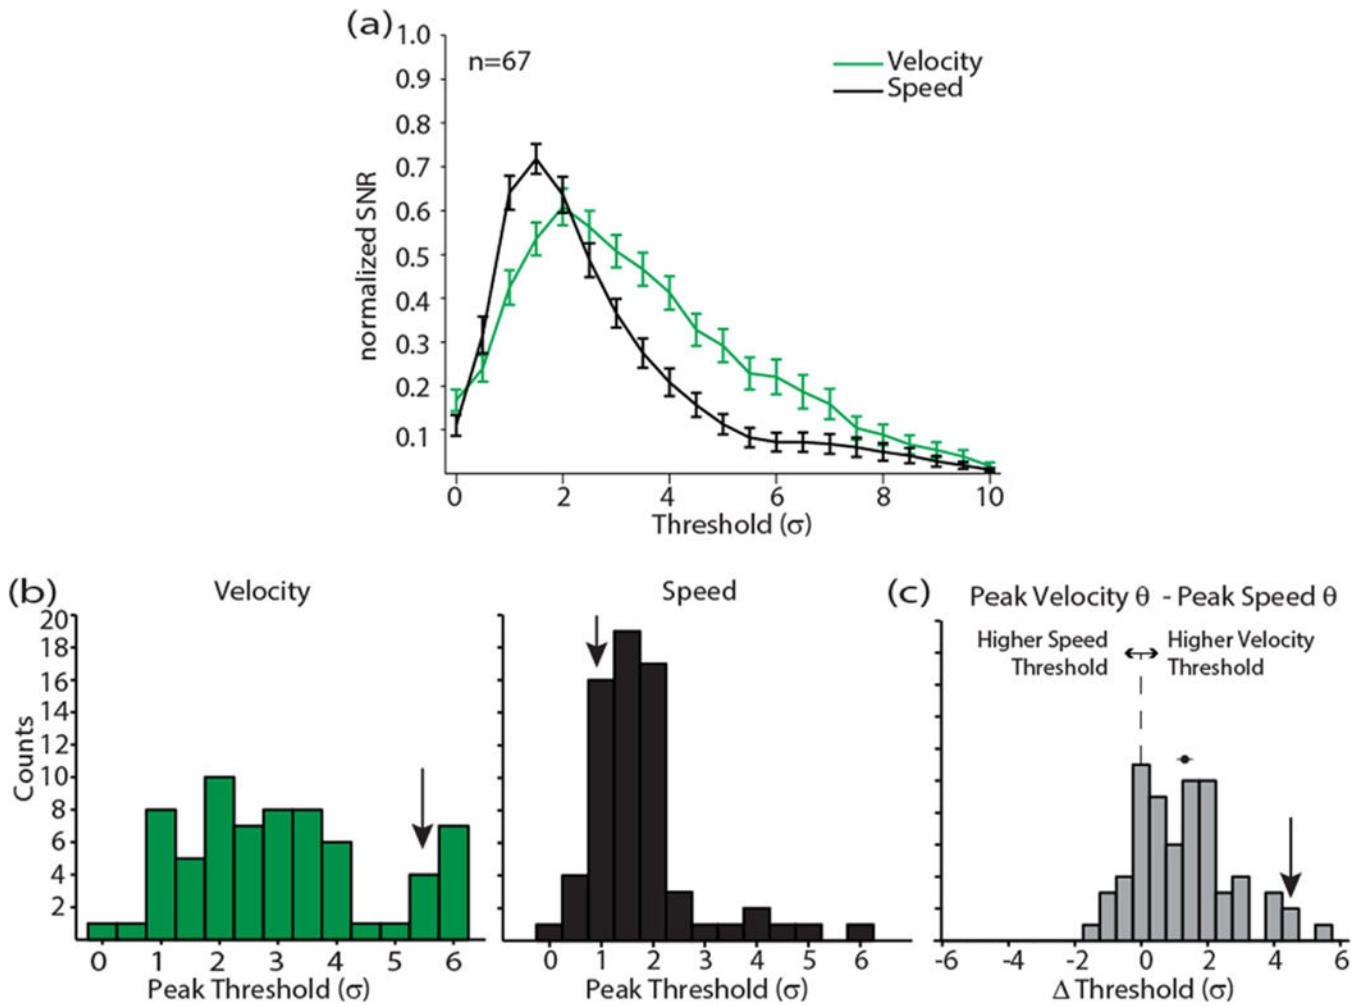 (a)
1.0
0.9
0.8
0.7
0.6
0.5
0.4
0.3
0.2
0.1
normalized SNR
n=67
Velocity
Speed
0 2 4 6 8 10
Threshold (σ)
(b)
Velocity
20
18
16
14
12
10
8
6
4
2
Counts
0 1 2 3 4 5 6
Peak Threshold (σ)
Speed
0 1 2 3 4 5 6
Peak Threshold (σ)
(c)
Peak Velocity θ - Peak Speed θ
Higher Speed
Threshold
Higher Velocity
Threshold
-6 -4 -2 0 2 4 6
Δ Threshold (σ)